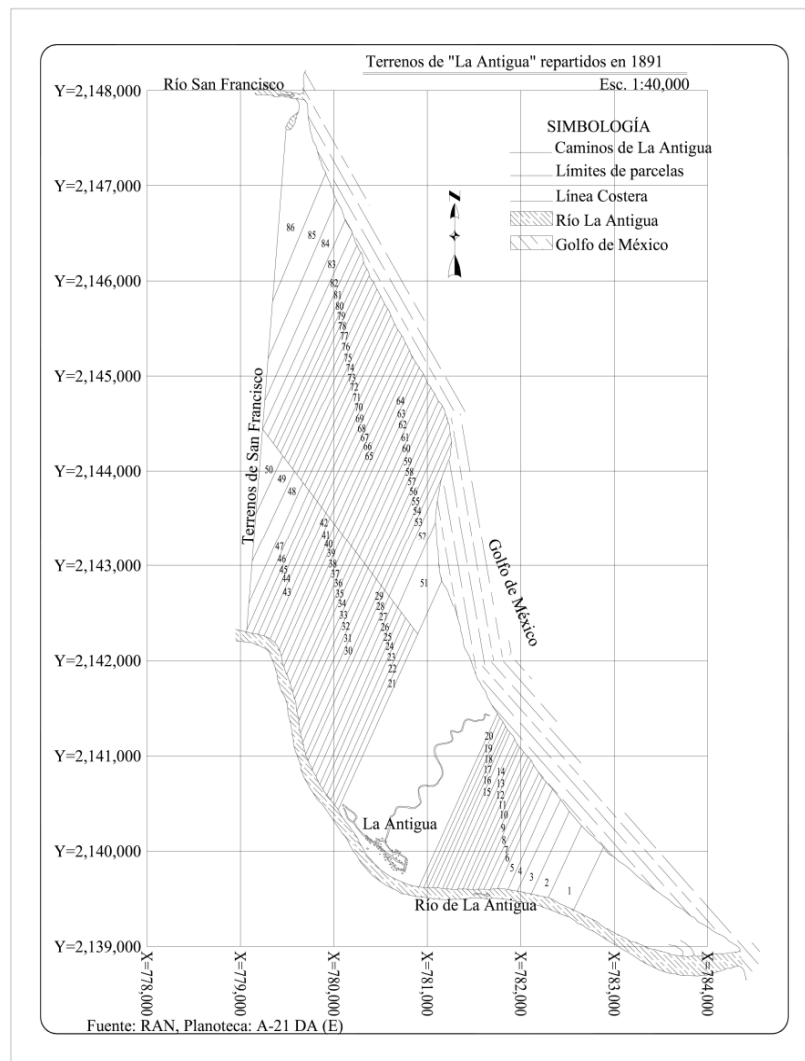 Terrenos de "La Antigua" repartidos en 1891
Esc. 1:40,000
Río San Francisco
SIMBOLOGÍA
Caminos de La Antigua
Límites de parcelas
Línea Costera
Río La Antigua
Golfo de México
Y=2,148,000
Y=2,147,000
Y=2,146,000
Y=2,145,000
Y=2,144,000
Y=2,143,000
Y=2,142,000
Y=2,141,000
Y=2,140,000
Y=2,139,000
86
85
84
83
82
81
80
79
78
77
76
75
74
73
72
71
70
69
68
67
66
65
64
63
62
61
60
59
58
57
56
55
54
53
57
51
50
49
48
47
46
45
44
43
42
41
40
39
38
37
36
35
34
33
32
31
30
29
28
27
26
25
24
23
22
21
Terrenos de San Francisco
Golfo de México
20
19
18
17
16
15
14
13
12
11
10
9
8
7
6
5
4
3
2
1
La Antigua
Río de La Antigua
X=778,000
X=779,000
X=780,000
X=781,000
X=782,000
X=783,000
X=784,000
Fuente: RAN, Planoteca: A-21 DA (E)